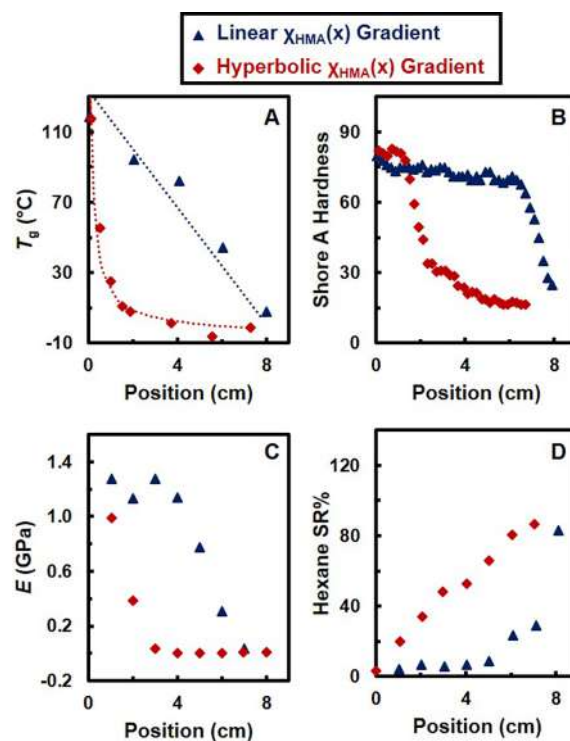 Linear χHMA(x) Gradient
Hyperbolic χHMA(x) Gradient
A
110
70
30
-10
Tg (°C)
0
4
8
Position (cm)
B
90
60
30
0
Shore A Hardness
0
4
8
Position (cm)
C
1.4
1.0
0.6
0.2
-0.2
E (GPa)
0
4
8
Position (cm)
D
120
80
40
0
Hexane SR%
0
4
8
Position (cm)